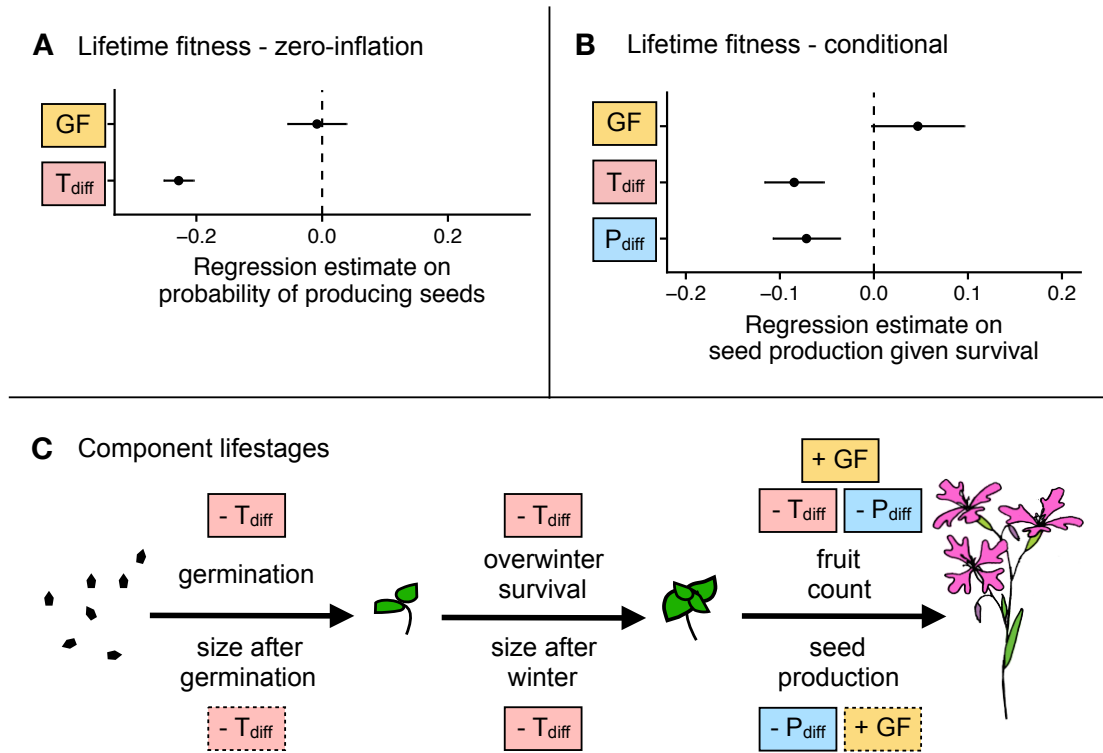 A Lifetime fitness - zero-inflation
GF
Tdiff
−0.2 0.0 0.2
Regression estimate on
probability of producing seeds
B Lifetime fitness - conditional
GF
Tdiff
Pdiff
−0.2 −0.1 0.0 0.1 0.2
Regression estimate on
seed production given survival
C Component lifestages
- Tdiff
germination
size after
germination
- Tdiff
- Tdiff
overwinter
survival
size after
winter
- Tdiff
+ GF
- Tdiff - Pdiff
fruit
count
seed
production
- Pdiff + GF